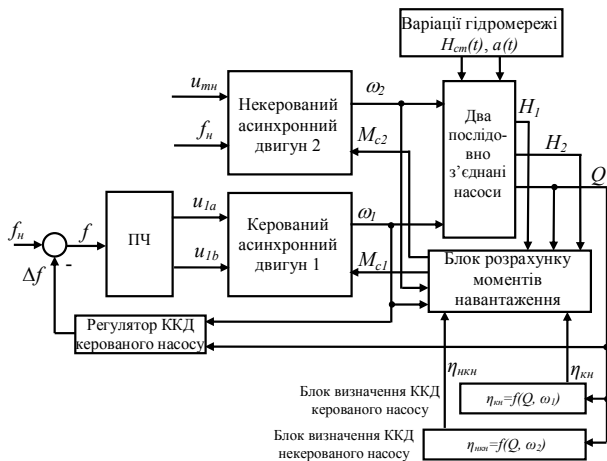 Варіації гідромережі
Hст(t), a(t)
uтн
fн
Некерований
асинхронний
двигун 2
ω2
Mс2
Два
послідо-
вно
з’єднані
насоси
H1
H2
Q
fн
Δf
-
f
ПЧ
u1a
u1b
Керований
асинхронний
двигун 1
ω1
Mс1
Блок розрахунку
моментів
навантаження
Регулятор ККД
керованого насосу
ηнкн
ηкн
Блок визначення ККД
керованого насосу
ηкн=f(Q, ω1)
Блок визначення ККД
некерованого насосу
ηнкн=f(Q, ω2)